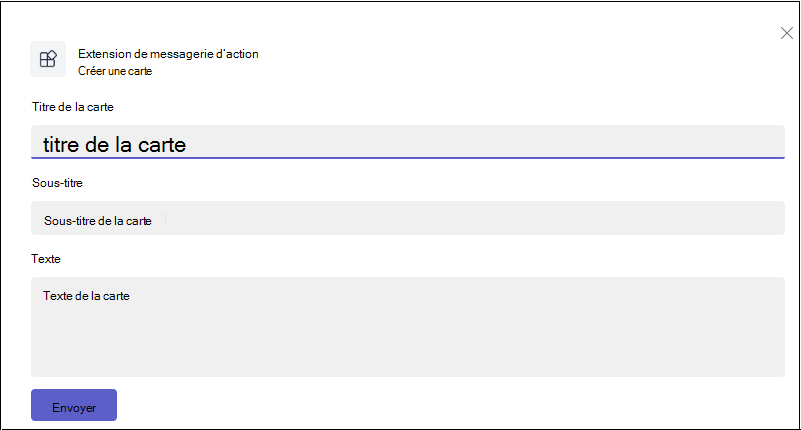 Extension de messagerie d'action
Créer une carte
Titre de la carte
titre de la carte
Sous-titre
Sous-titre de la carte
Texte
Texte de la carte
Envoyer